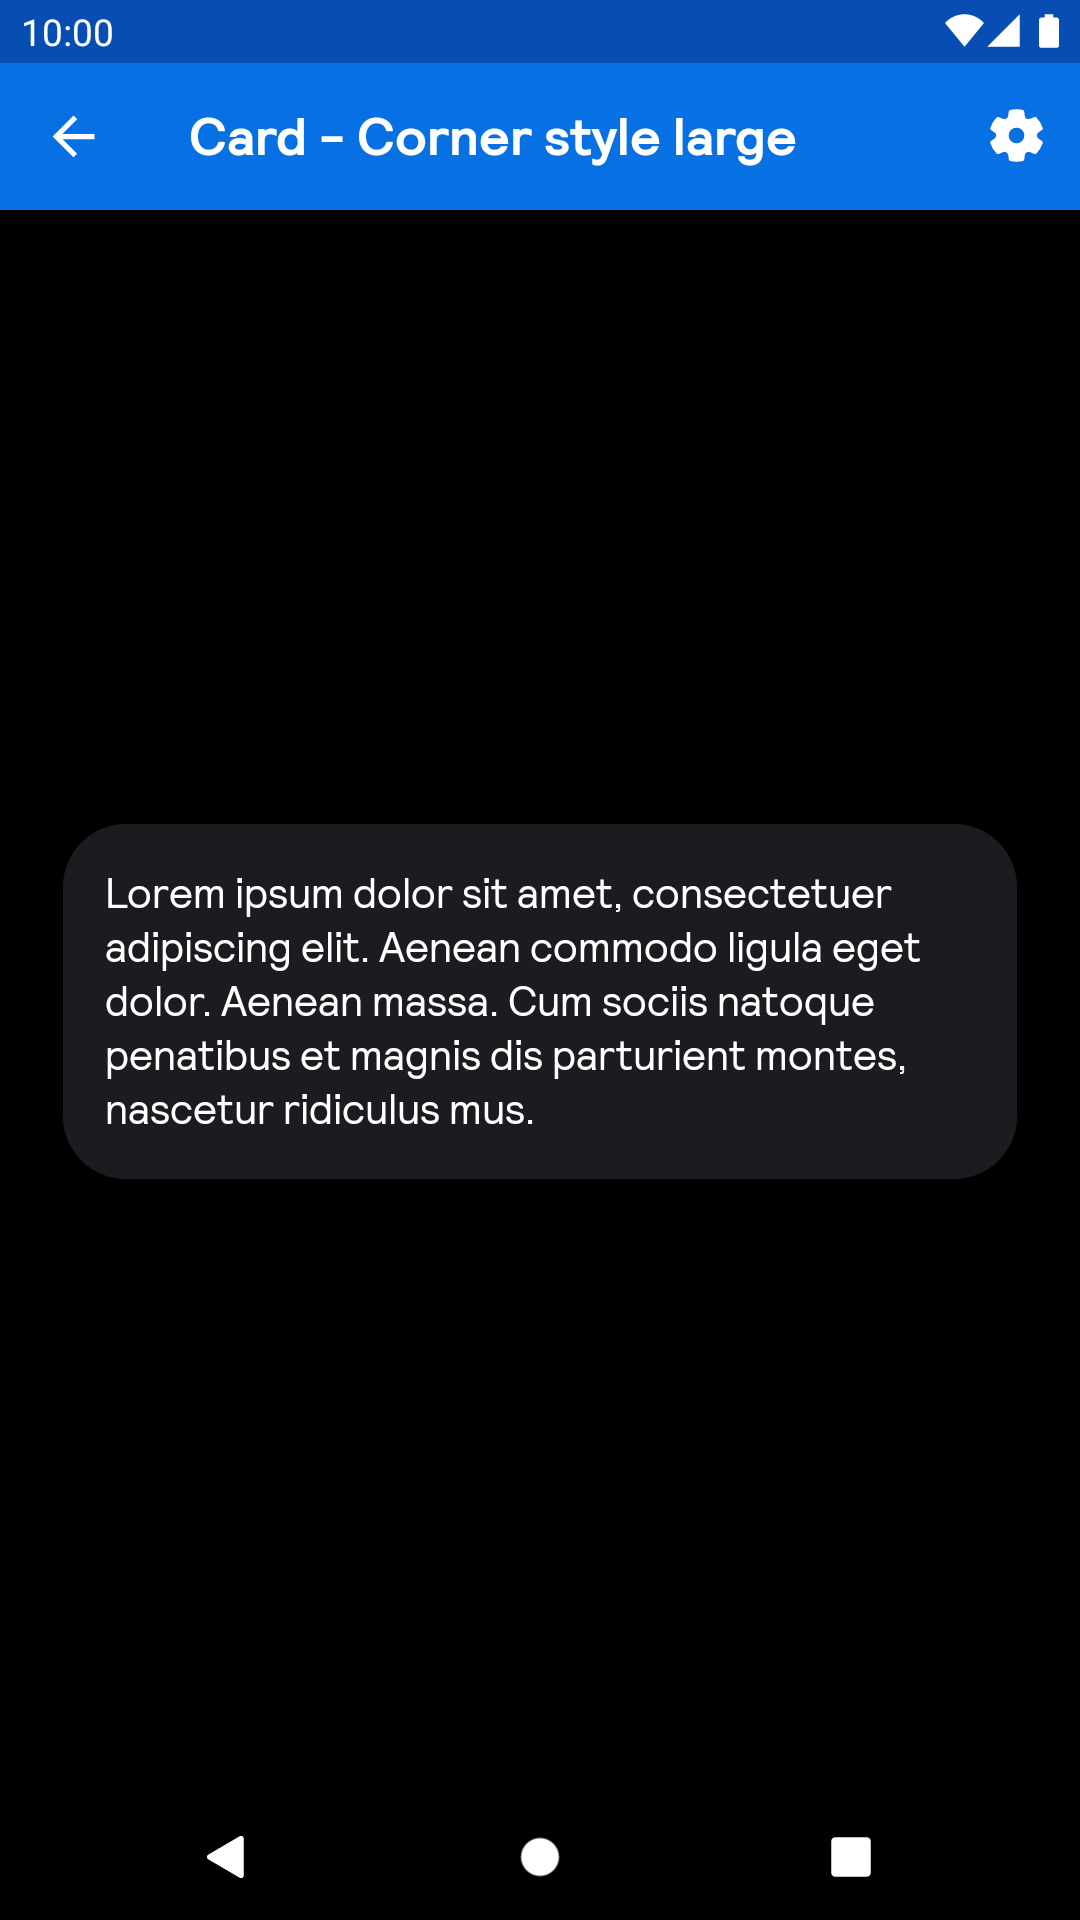 10:00
Card - Corner style large
Lorem ipsum dolor sit amet, consectetuer
adipiscing elit. Aenean commodo ligula eget
dolor. Aenean massa. Cum sociis natoque
penatibus et magnis dis parturient montes,
nascetur ridiculus mus.